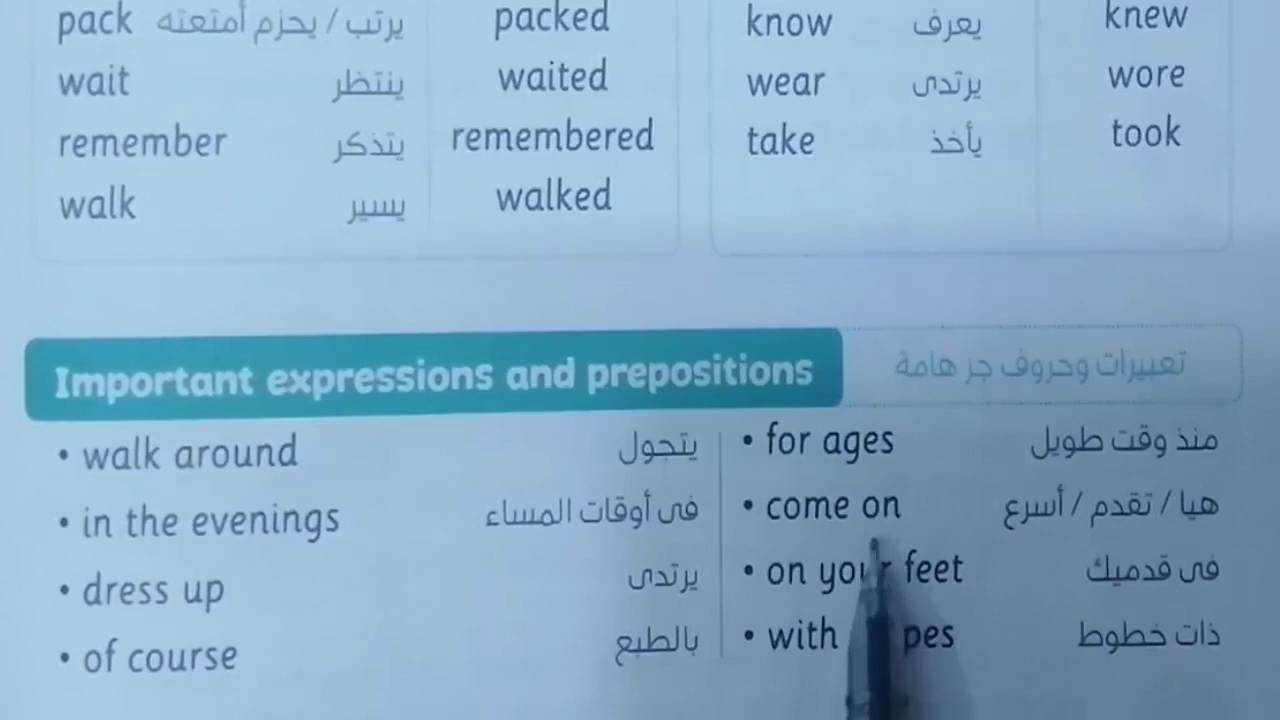 pack يرتب / يحزم أمتعته packed
wait ينتظر waited
remember يتذكر remembered
walk يسير walked
know يعرف knew
wear يرتدى wore
take يأخذ took
Important expressions and prepositions تعبيرات وحروف جر هامة
• walk around يتجول
• in the evenings فى أوقات المساء
• dress up يرتدى
• of course بالطبع
• for ages منذ وقت طويل
• come on هيا / تقدم / أسرع
• on your feet فى قدميك
• with pes ذات خطوط